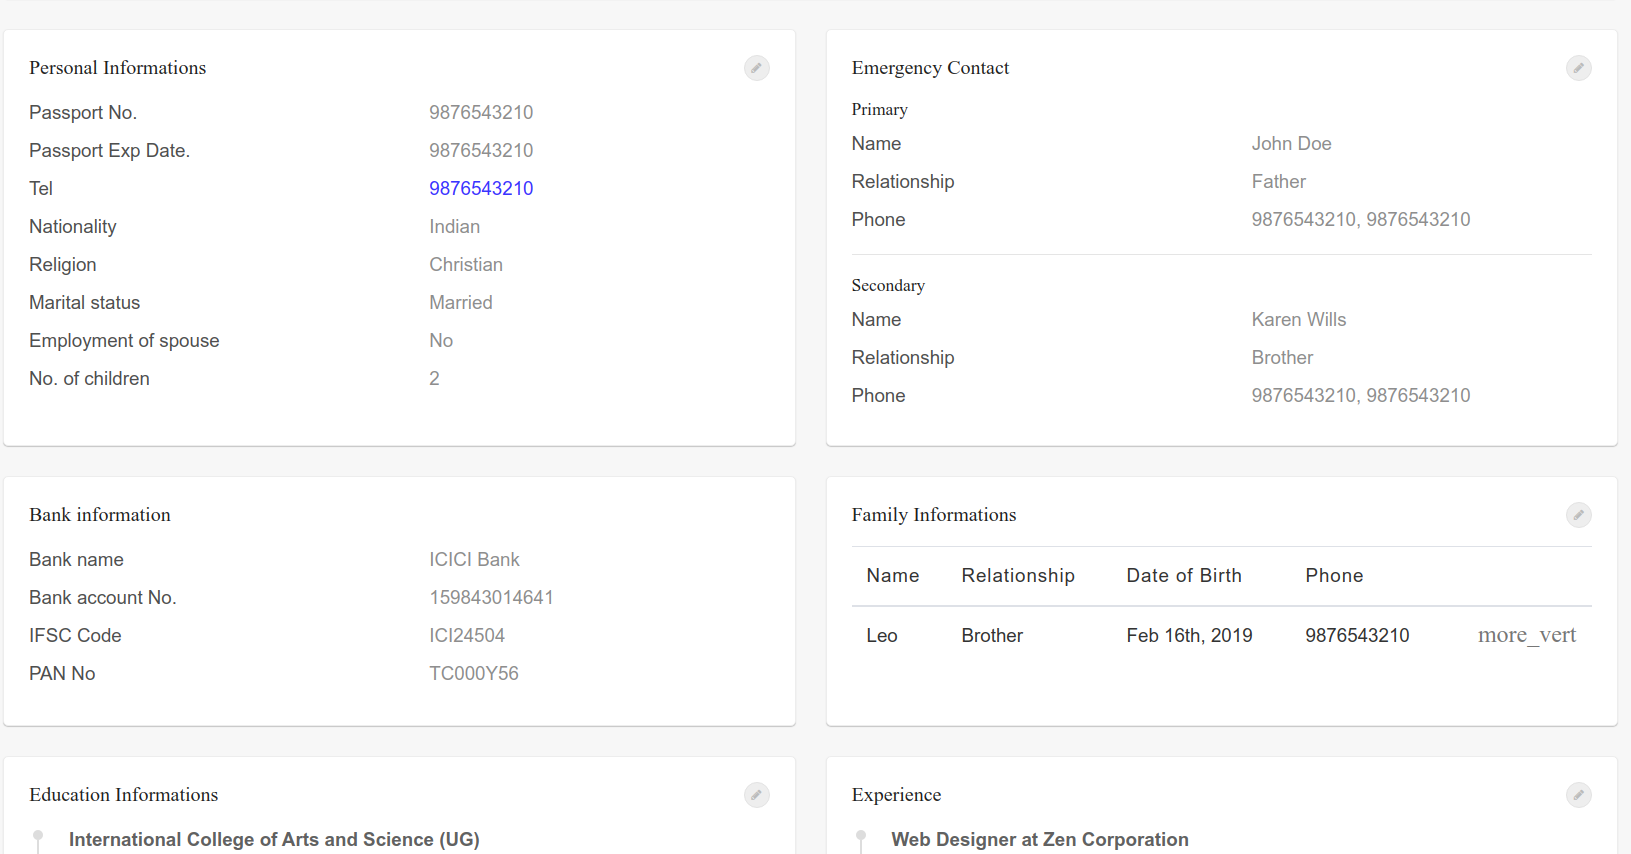 Personal Informations
Passport No. 9876543210
Passport Exp Date. 9876543210
Tel 9876543210
Nationality Indian
Religion Christian
Marital status Married
Employment of spouse No
No. of children 2
Emergency Contact
Primary
Name John Doe
Relationship Father
Phone 9876543210, 9876543210
Secondary
Name Karen Wills
Relationship Brother
Phone 9876543210, 9876543210
Bank information
Bank name ICICI Bank
Bank account No. 159843014641
IFSC Code ICI24504
PAN No TC000Y56
Family Informations
Name Relationship Date of Birth Phone
Leo Brother Feb 16th, 2019 9876543210 more_vert
Education Informations
International College of Arts and Science (UG)
Experience
Web Designer at Zen Corporation